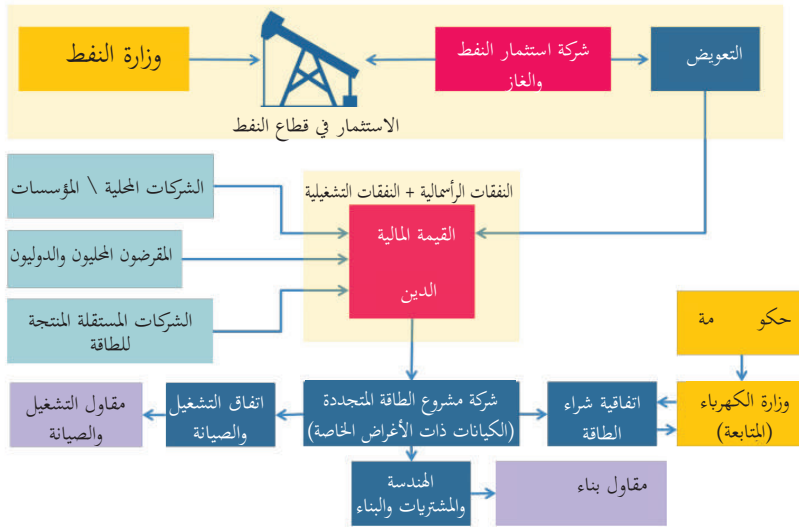 وزارة النفط
شركة استثمار النفط
والغاز
التعويض
الاستثمار في قطاع النفط
الشركات المحلية \ المؤسسات
النفقات الرأسمالية + النفقات التشغيلية
القيمة المالية
المقرضون المحليون والدوليون
الدين
الشركات المستقلة المنتجة
للطاقة
حكو مة
وزارة الكهرباء
(المتابعة)
اتفاقية شراء
الطاقة
شركة مشروع الطاقة المتجددة
(الكيانات ذات الأغراض الخاصة)
اتفاق التشغيل
والصيانة
مقاول التشغيل
والصيانة
الهندسة
والمشتريات والبناء
مقاول بناء